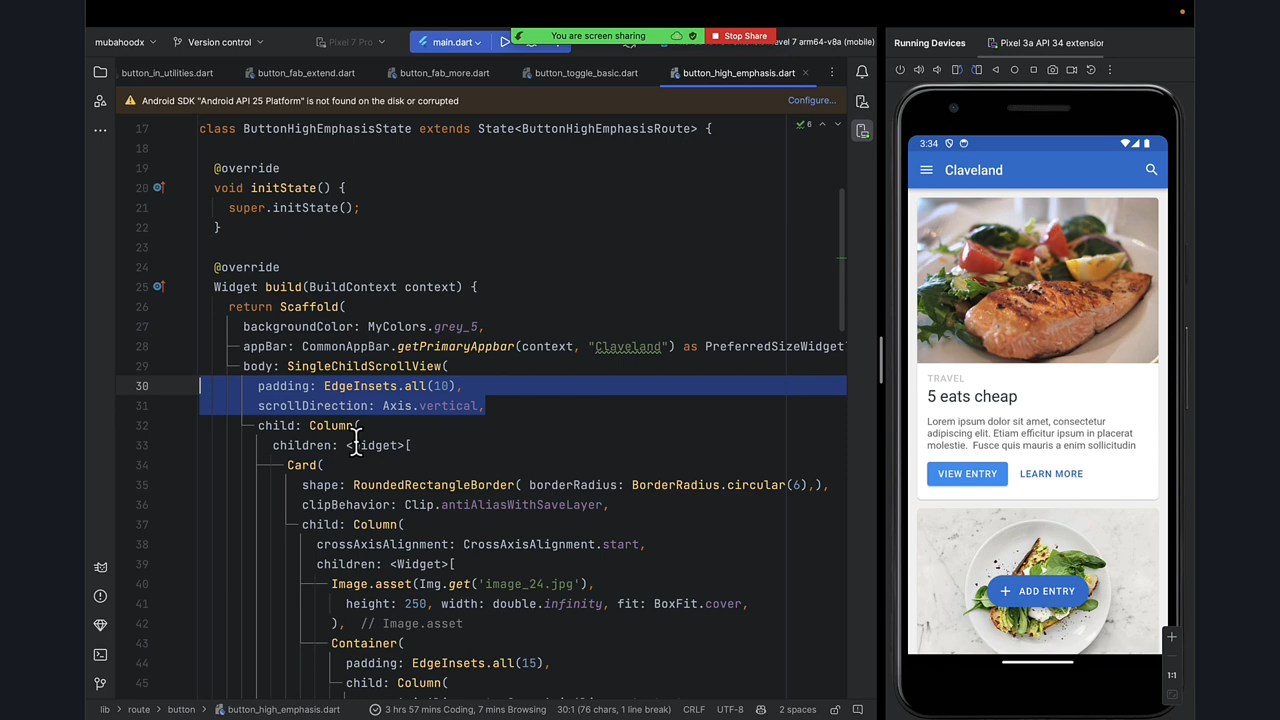 You are screen sharing Stop Share
mubahoodx Version control Pixel 7 Pro main.dart el 7 arm64-v8a (mobile)
Running Devices Pixel 3a API 34 extension
button_in_utilities.dart button_fab_extend.dart button_fab_more.dart button_toggle_basic.dart button_high_emphasis.dart
Android SDK "Android API 25 Platform" is not found on the disk or corrupted Configure...
6
17 class ButtonHighEmphasisState extends State<ButtonHighEmphasisRoute> {
18
19 @override
20 void initState() {
21 super.initState();
22 }
23
24 @override
25 Widget build(BuildContext context) {
26 return Scaffold(
27 backgroundColor: MyColors.grey_5,
28 appBar: CommonAppBar.getPrimaryAppbar(context, "Claveland") as PreferredSizeWidget
29 body: SingleChildScrollView(
30 padding: EdgeInsets.all(10),
31 scrollDirection: Axis.vertical,
32 child: Column(
33 children: <Widget>[
34 Card(
35 shape: RoundedRectangleBorder( borderRadius: BorderRadius.circular(6),),
36 clipBehavior: Clip.antiAliasWithSaveLayer,
37 child: Column(
38 crossAxisAlignment: CrossAxisAlignment.start,
39 children: <Widget>[
40 Image.asset(Img.get('image_24.jpg'),
41 height: 250, width: double.infinity, fit: BoxFit.cover,
42 ), // Image.asset
43 Container(
44 padding: EdgeInsets.all(15),
45 child: Column(
lib route button button_high_emphasis.dart 3 hrs 57 mins Coding, 7 mins Browsing 30:1 (76 chars, 1 line break) CRLF UTF-8 2 spaces
3:34
Claveland
TRAVEL
5 eats cheap
Lorem ipsum dolor sit amet, consectetur
adipiscing elit. Etiam efficitur ipsum in placerat
molestie. Fusce quis mauris a enim sollicitudin
VIEW ENTRY LEARN MORE
+ ADD ENTRY
1:1